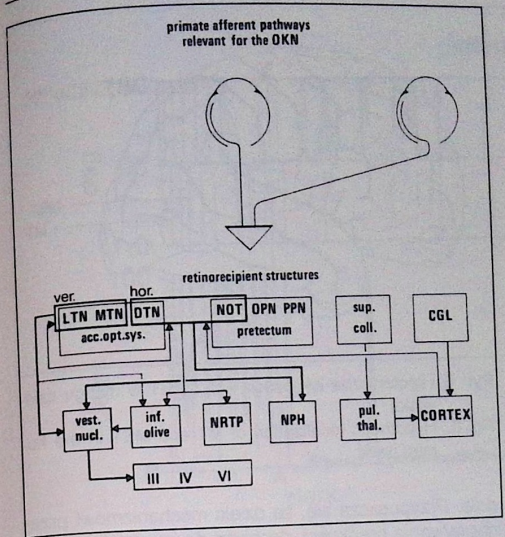 primate afferent pathways
relevant for the OKN
retinorecipient structures
ver. hor.
LTN MTN DTN
acc.opt.sys.
NOT OPN PPN
pretectum
sup.
coll.
CGL
vest.
nucl.
inf.
olive
NRTP
NPH
pul.
thal.
CORTEX
III IV VI